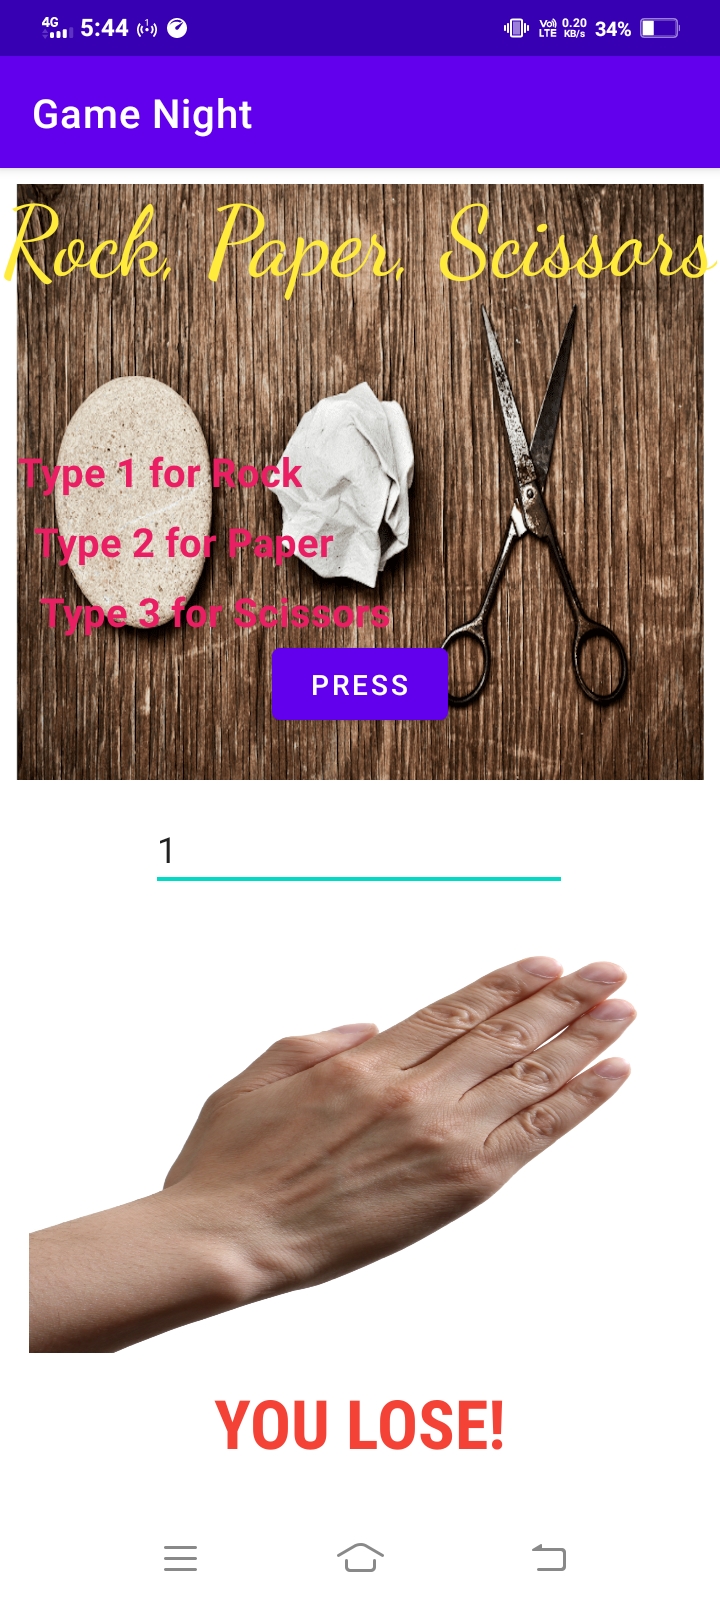 4G 5:44 1 Vo) LTE 0.20 KB/s 34%
Game Night
Rock, Paper, Scissors
Type 1 for Rock
Type 2 for Paper
Type 3 for Scissors
PRESS
1
YOU LOSE!